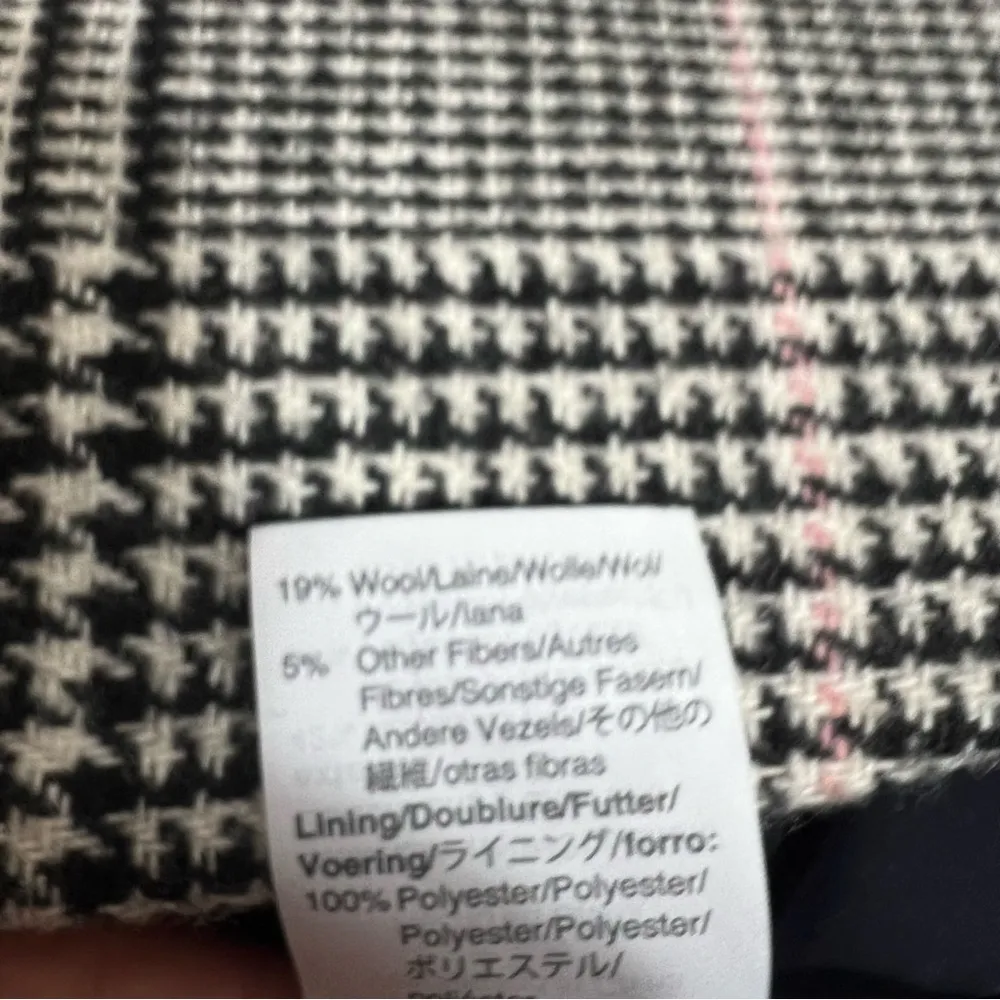 19% Wool/Laine/Wolle/Wol/
ウール/lana
5% Other Fibers/Autres
Fibres/Sonstige Fasern/
Andere Vezels/その他の
繊維/otras fibras
Lining/Doublure/Futter/
Voering/ライニング/forro:
100% Polyester/Polyester/
Polyester/Polyester/
ポリエステル/